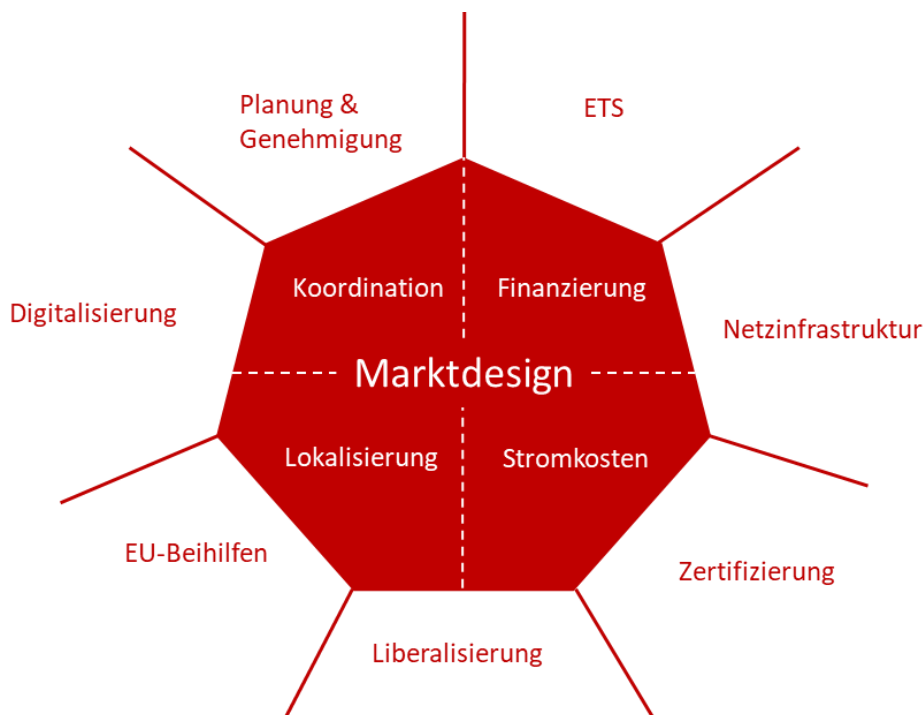 Planung &
Genehmigung
ETS
Digitalisierung
Koordination
Finanzierung
Netzinfrastruktur
Marktdesign
Lokalisierung
Stromkosten
EU-Beihilfen
Zertifizierung
Liberalisierung